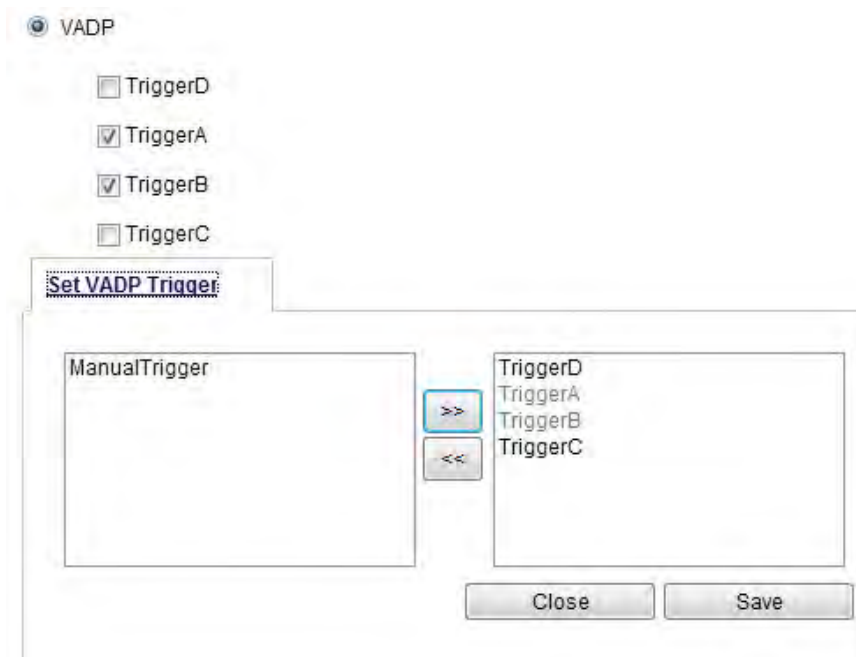 VADP
TriggerD
TriggerA
TriggerB
TriggerC
Set VADP Trigger
ManualTrigger
>>
<<
TriggerD
TriggerA
TriggerB
TriggerC
Close
Save